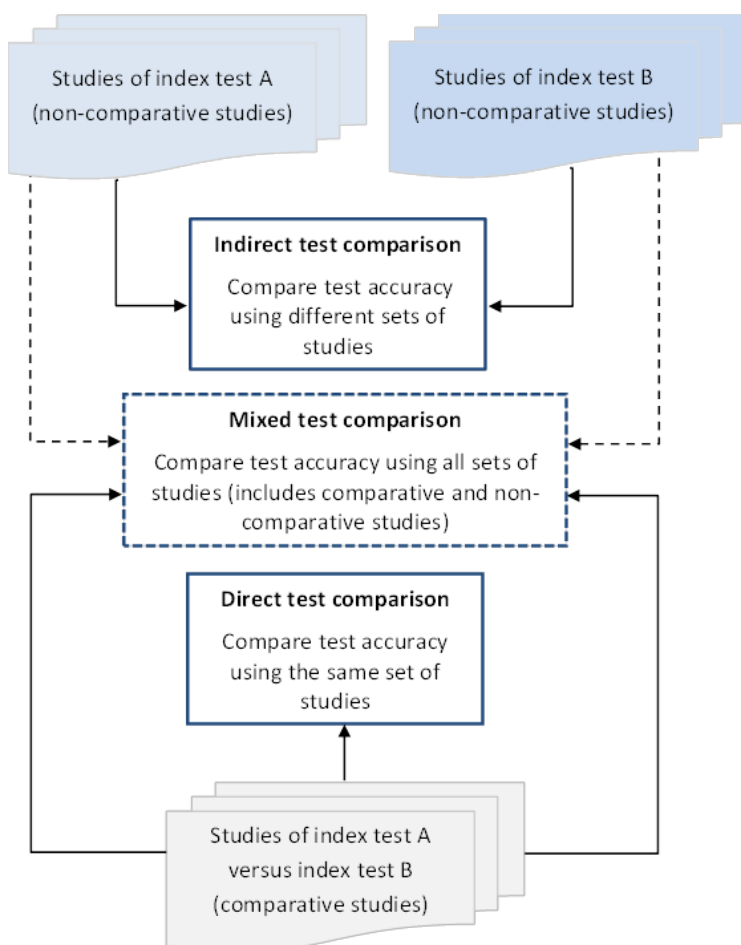 Studies of index test A
(non-comparative studies)
Studies of index test B
(non-comparative studies)
Indirect test comparison
Compare test accuracy
using different sets of
studies
Mixed test comparison
Compare test accuracy using all sets of
studies (includes comparative and non-
comparative studies)
Direct test comparison
Compare test accuracy
using the same set of
studies
Studies of index test A
versus index test B
(comparative studies)